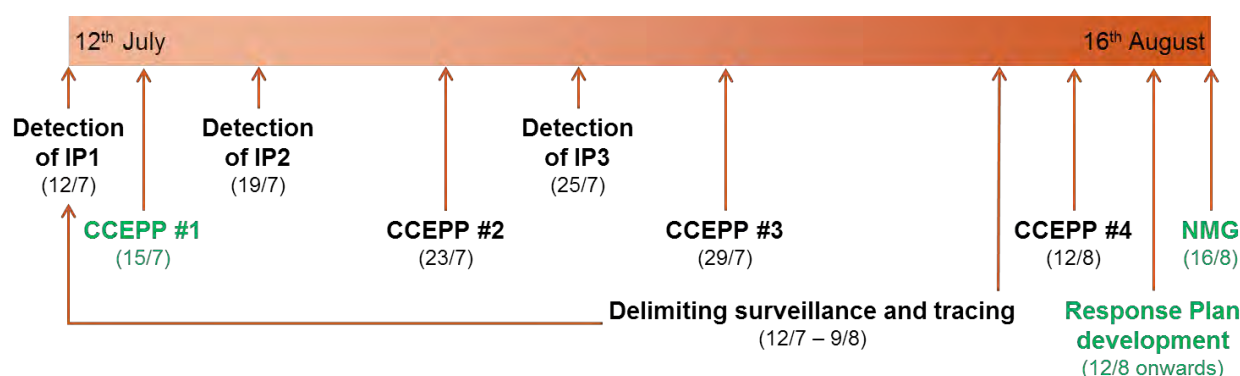 12th July
16th August
Detection
of IP1
(12/7)
Detection
of IP2
(19/7)
Detection
of IP3
(25/7)
CCEPP #1
(15/7)
CCEPP #2
(23/7)
CCEPP #3
(29/7)
CCEPP #4
(12/8)
NMG
(16/8)
Delimiting surveillance and tracing
(12/7 – 9/8)
Response Plan
development
(12/8 onwards)